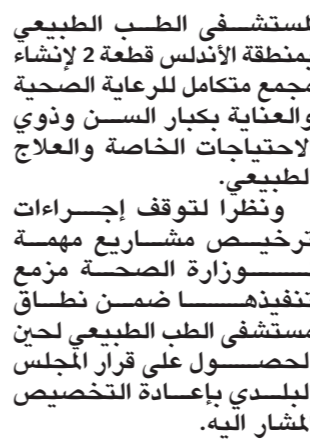 لمستشفى الطب الطبيعي
بمنطقة الأندلس قطعة 2 لإنشاء
مجمع متكامل للرعاية الصحية
والعناية بكبار السن وذوي
الاحتياجات الخاصة والعلاج
الطبيعي.
ونظرا لتوقف إجراءات
ترخيص مشاريع مهمة
لوزارة الصحة مزمع
تنفيذها ضمن نطاق
مستشفى الطب الطبيعي لحين
الحصول على قرار المجلس
البلدي بإعادة التخصيص
المشار اليه.